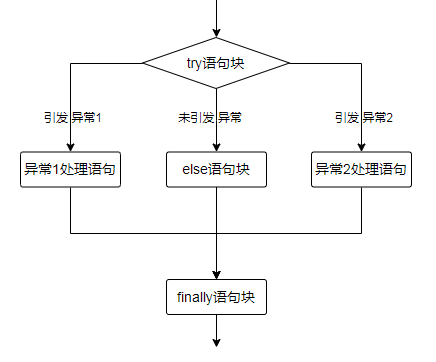 try语句块
引发 异常1
未引发 异常
引发 异常2
异常1处理语句
else语句块
异常2处理语句
finally语句块